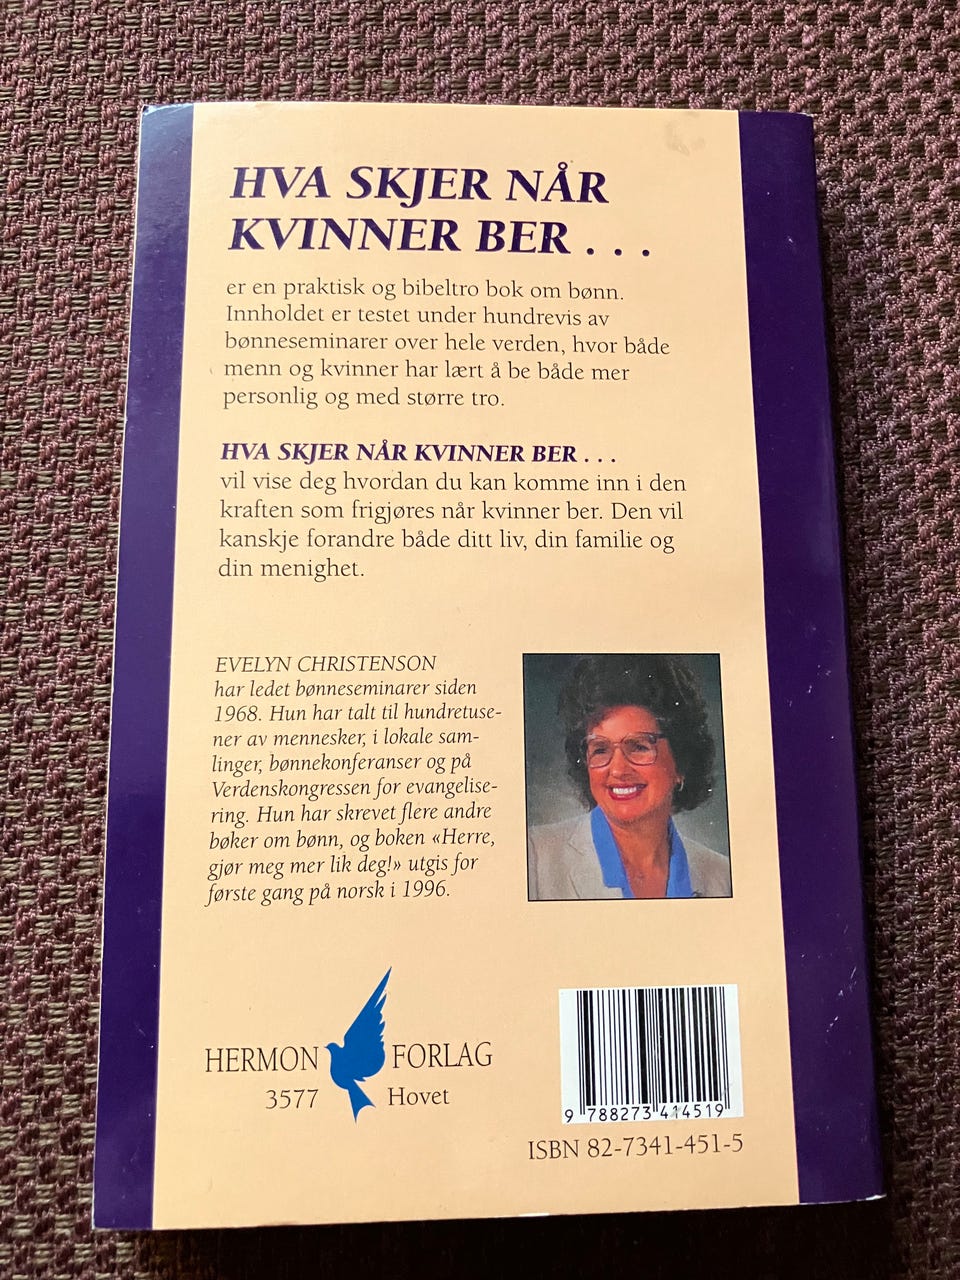 HVA SKJER NÅR
KVINNER BER . . .
er en praktisk og bibeltro bok om bønn.
Innholdet er testet under hundrevis av
bønneseminarer over hele verden, hvor både
menn og kvinner har lært å be både mer
personlig og med større tro.
HVA SKJER NÅR KVINNER BER . . .
vil vise deg hvordan du kan komme inn i den
kraften som frigjøres når kvinner ber. Den vil
kanskje forandre både ditt liv, din familie og
din menighet.
EVELYN CHRISTENSON
har ledet bønneseminarer siden
1968. Hun har talt til hundretuse-
ner av mennesker, i lokale sam-
linger, bønnekonferanser og på
Verdenskongressen for evangelise-
ring. Hun har skrevet flere andre
bøker om bønn, og boken «Herre,
gjør meg mer lik deg!» utgis for
første gang på norsk i 1996.
HERMON FORLAG
3577 Hovet
9 788273 414519
ISBN 82-7341-451-5